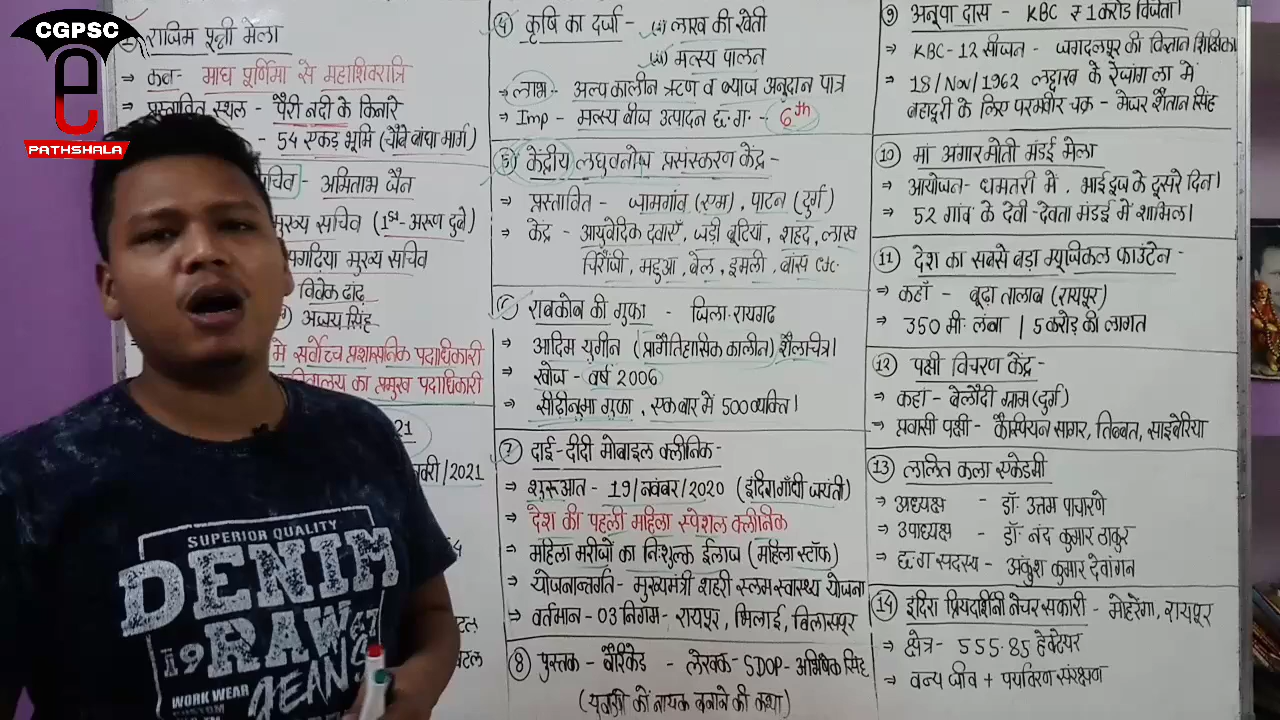 CGPSC
e
PATHSHALA
राजिम पुन्नी मेला
→ कब- माघ पूर्णिमा से महाशिवरात्रि
→ प्रस्तावित स्थल - पैरी नदी के किनारे
- 54 एकड़ भूमि (चौबे बांधा मार्ग)
सचिव - अमिताभ जैन
मुख्य सचिव (1st-अरुण दुबे)
मुख्य सचिव
विवेक ढांढ
अजय सिंह
मे सर्वोच्च प्रशासनिक पदाधिकारी
का प्रमुख पदाधिकारी
/2021
④ कृषि का दर्जा - (i) लाख की खेती
(ii) मत्स्य पालन
→ लाभ - अल्पकालीन ऋण व ब्याज अनुदान पात्र
→ Imp - मत्स्य बीज उत्पादन छ.ग. - 6th
⑤ केंद्रीय लघुवनोपज प्रसंस्करण केंद्र -
→ प्रस्तावित - जामगांव (एम), पाटन (दुर्ग)
→ केंद्र - आयुर्वेदिक दवाएँ, जड़ी बूटियां, शहद, लाख
चिरौंजी, महुआ, बेल, इमली, बांस etc.
⑥ राबकोब की गुफा - जिला रायगढ़
→ आदिम युगीन (प्रागैतिहासिक कालीन) शैलचित्र।
→ खोज - वर्ष 2006
→ सीढ़ीनुमा गुफा, एक बार में 500 व्यक्ति।
⑦ दाई-दीदी मोबाइल क्लीनिक -
→ शुरुआत - 19/नवंबर/2020 (इंदिरा गाँधी जयंती)
→ देश की पहली महिला स्पेशल क्लीनिक
→ महिला मरीजों का निःशुल्क ईलाज (महिला स्टॉफ)
→ योजनान्तर्गत - मुख्यमंत्री शहरी स्लम स्वास्थ्य योजना
→ वर्तमान - 03 निगम - रायपुर, भिलाई, बिलासपुर
⑧ पुस्तक - बैरिकेड - लेखक - SDOP - अभिषेक सिंह
(युवाओं को नायक बनाने की कथा)
⑨ अनूपा दास - KBC ₹ 1 करोड विजेता।
→ KBC-12 सीजन - जगदलपुर की विज्ञान शिक्षिका
→ 18/Nov/1962 लद्दाख के रेजांगला में
बहादूरी के लिए परमवीर चक्र - मेजर शैतान सिंह
⑩ मां अंगारमोती मंडई मेला
→ आयोजन - धमतरी में, भाई दूज के दूसरे दिन।
→ 52 गांव के देवी-देवता मंडई में शामिल।
⑪ देश का सबसे बड़ा म्यूजिकल फाउंटेन -
→ कहाँ - बूढ़ा तालाब (रायपुर)
→ 350 मी. लंबा | 5 करोड़ की लागत
⑫ पक्षी विचरण केंद्र -
→ कहां - बेलौदी ग्राम (दुर्ग)
→ प्रवासी पक्षी - कैस्पियन सागर, तिब्बत, साइबेरिया
⑬ ललित कला एकेडमी
→ अध्यक्ष - डॉ. उत्तम पाचारणे
→ उपाध्यक्ष - डॉ. नंद कुमार ठाकुर
→ छ.ग सदस्य - अंकुश कुमार देवांगन
⑭ इंदिरा प्रियदर्शिनी नेचर सफारी - मोहरेंगा, रायपुर
→ क्षेत्र - 555.85 हेक्टेयर
→ वन्य जीव + पर्यावरण संरक्षण
SUPERIOR QUALITY
DENIM
19 RAW 67
JEANS
WORK WEAR